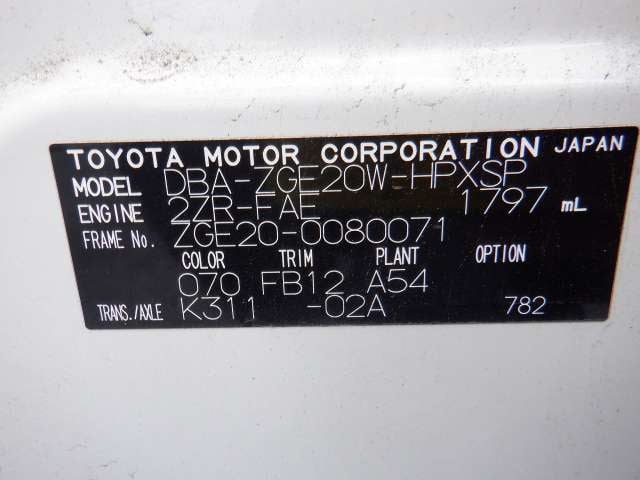 TOYOTA MOTOR CORPORATION JAPAN
MODEL DBA-ZGE20W-HPXSP
ENGINE 2ZR-FAE 1797 mL
FRAME No. ZGE20-0080071
COLOR TRIM PLANT OPTION
070 FB12 A54
TRANS./AXLE K311 -02A 782